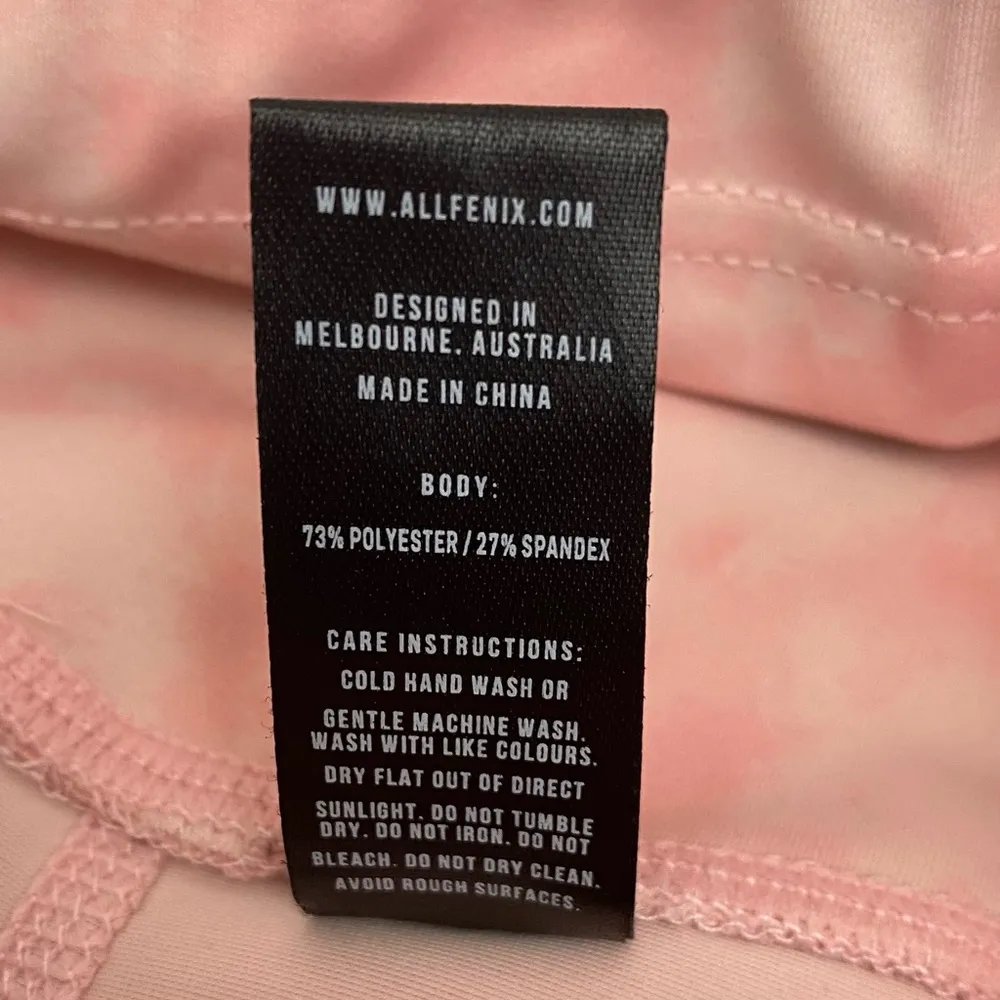 WWW.ALLFENIX.COM
DESIGNED IN
MELBOURNE, AUSTRALIA
MADE IN CHINA
BODY:
73% POLYESTER / 27% SPANDEX
CARE INSTRUCTIONS:
COLD HAND WASH OR
GENTLE MACHINE WASH.
WASH WITH LIKE COLOURS.
DRY FLAT OUT OF DIRECT
SUNLIGHT. DO NOT TUMBLE
DRY. DO NOT IRON. DO NOT
BLEACH. DO NOT DRY CLEAN.
AVOID ROUGH SURFACES.